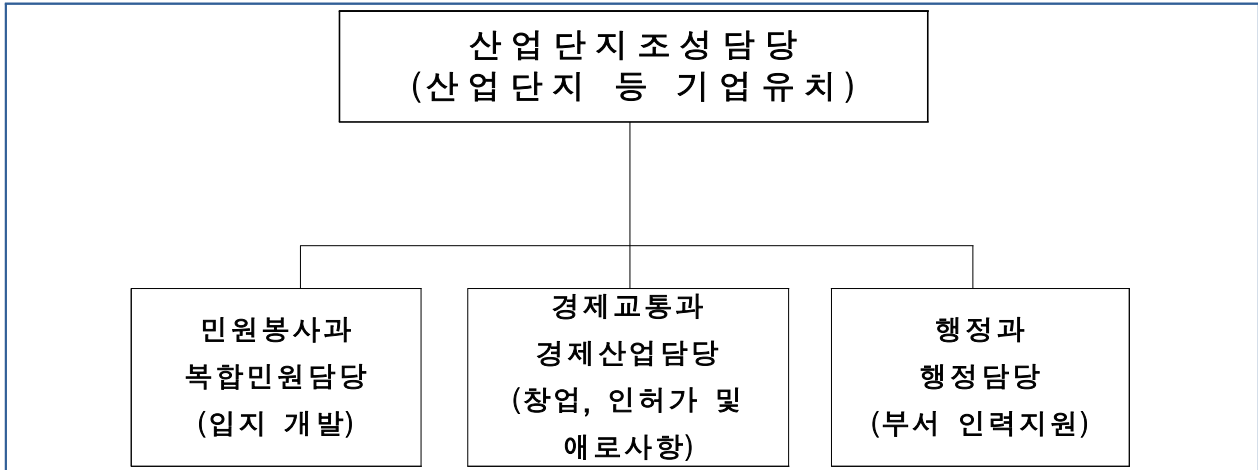 산업단지조성담당
(산업단지 등 기업유치)
민원봉사과
복합민원담당
(입지 개발)
경제교통과
경제산업담당
(창업, 인허가 및
애로사항)
행정과
행정담당
(부서 인력지원)